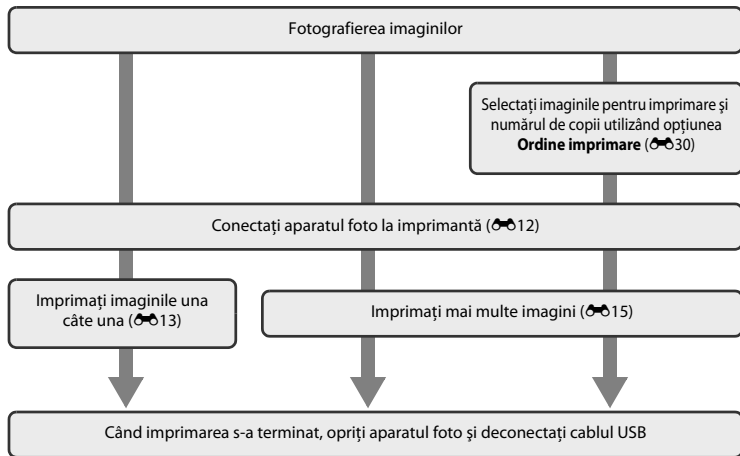 Fotografierea imaginilor
Selectați imaginile pentru imprimare și
numărul de copii utilizând opțiunea
Ordine imprimare (30)
Conectați aparatul foto la imprimantă (12)
Imprimați imaginile una
câte una (13)
Imprimați mai multe imagini (15)
Când imprimarea s-a terminat, opriți aparatul foto și deconectați cablul USB